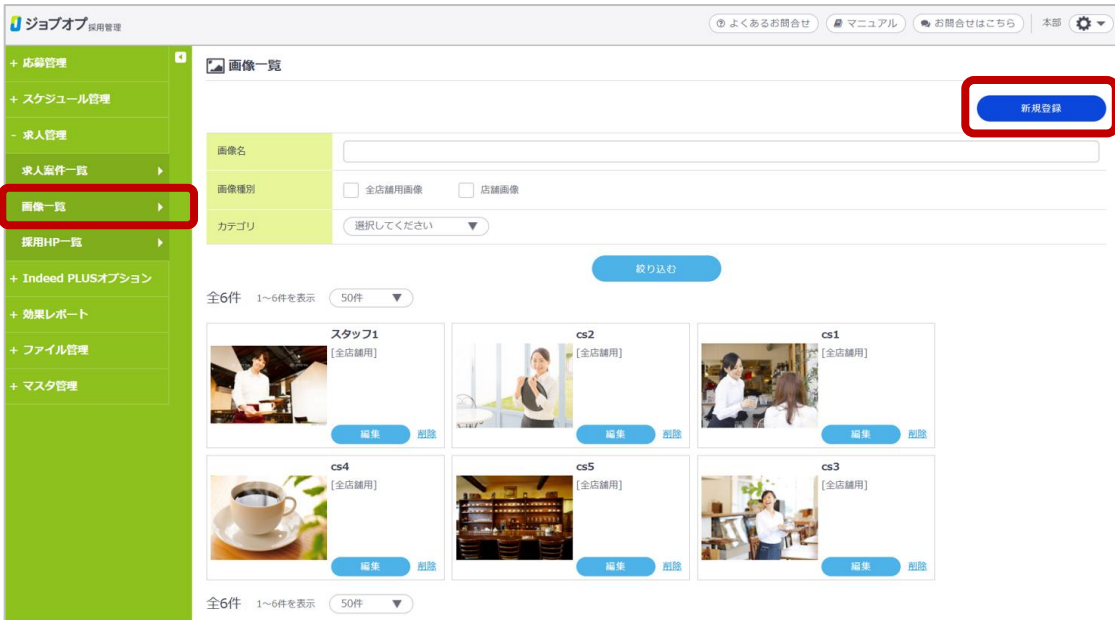 ジョブオプ採用管理
よくあるお問合せ
マニュアル
お問合せはこちら
本部
+ 応募管理
+ スケジュール管理
- 求人管理
求人案件一覧
画像一覧
採用HP一覧
+ Indeed PLUSオプション
+ 効果レポート
+ ファイル管理
+ マスタ管理
画像一覧
新規登録
画像名
画像種別 全店舗用画像 店舗画像
カテゴリ 選択してください ▼
絞り込む
全6件 1~6件を表示 50件 ▼
スタッフ1
[全店舗用]
編集 削除
cs2
[全店舗用]
編集 削除
cs1
[全店舗用]
編集 削除
cs4
[全店舗用]
編集 削除
cs5
[全店舗用]
編集 削除
cs3
[全店舗用]
編集 削除
全6件 1~6件を表示 50件 ▼